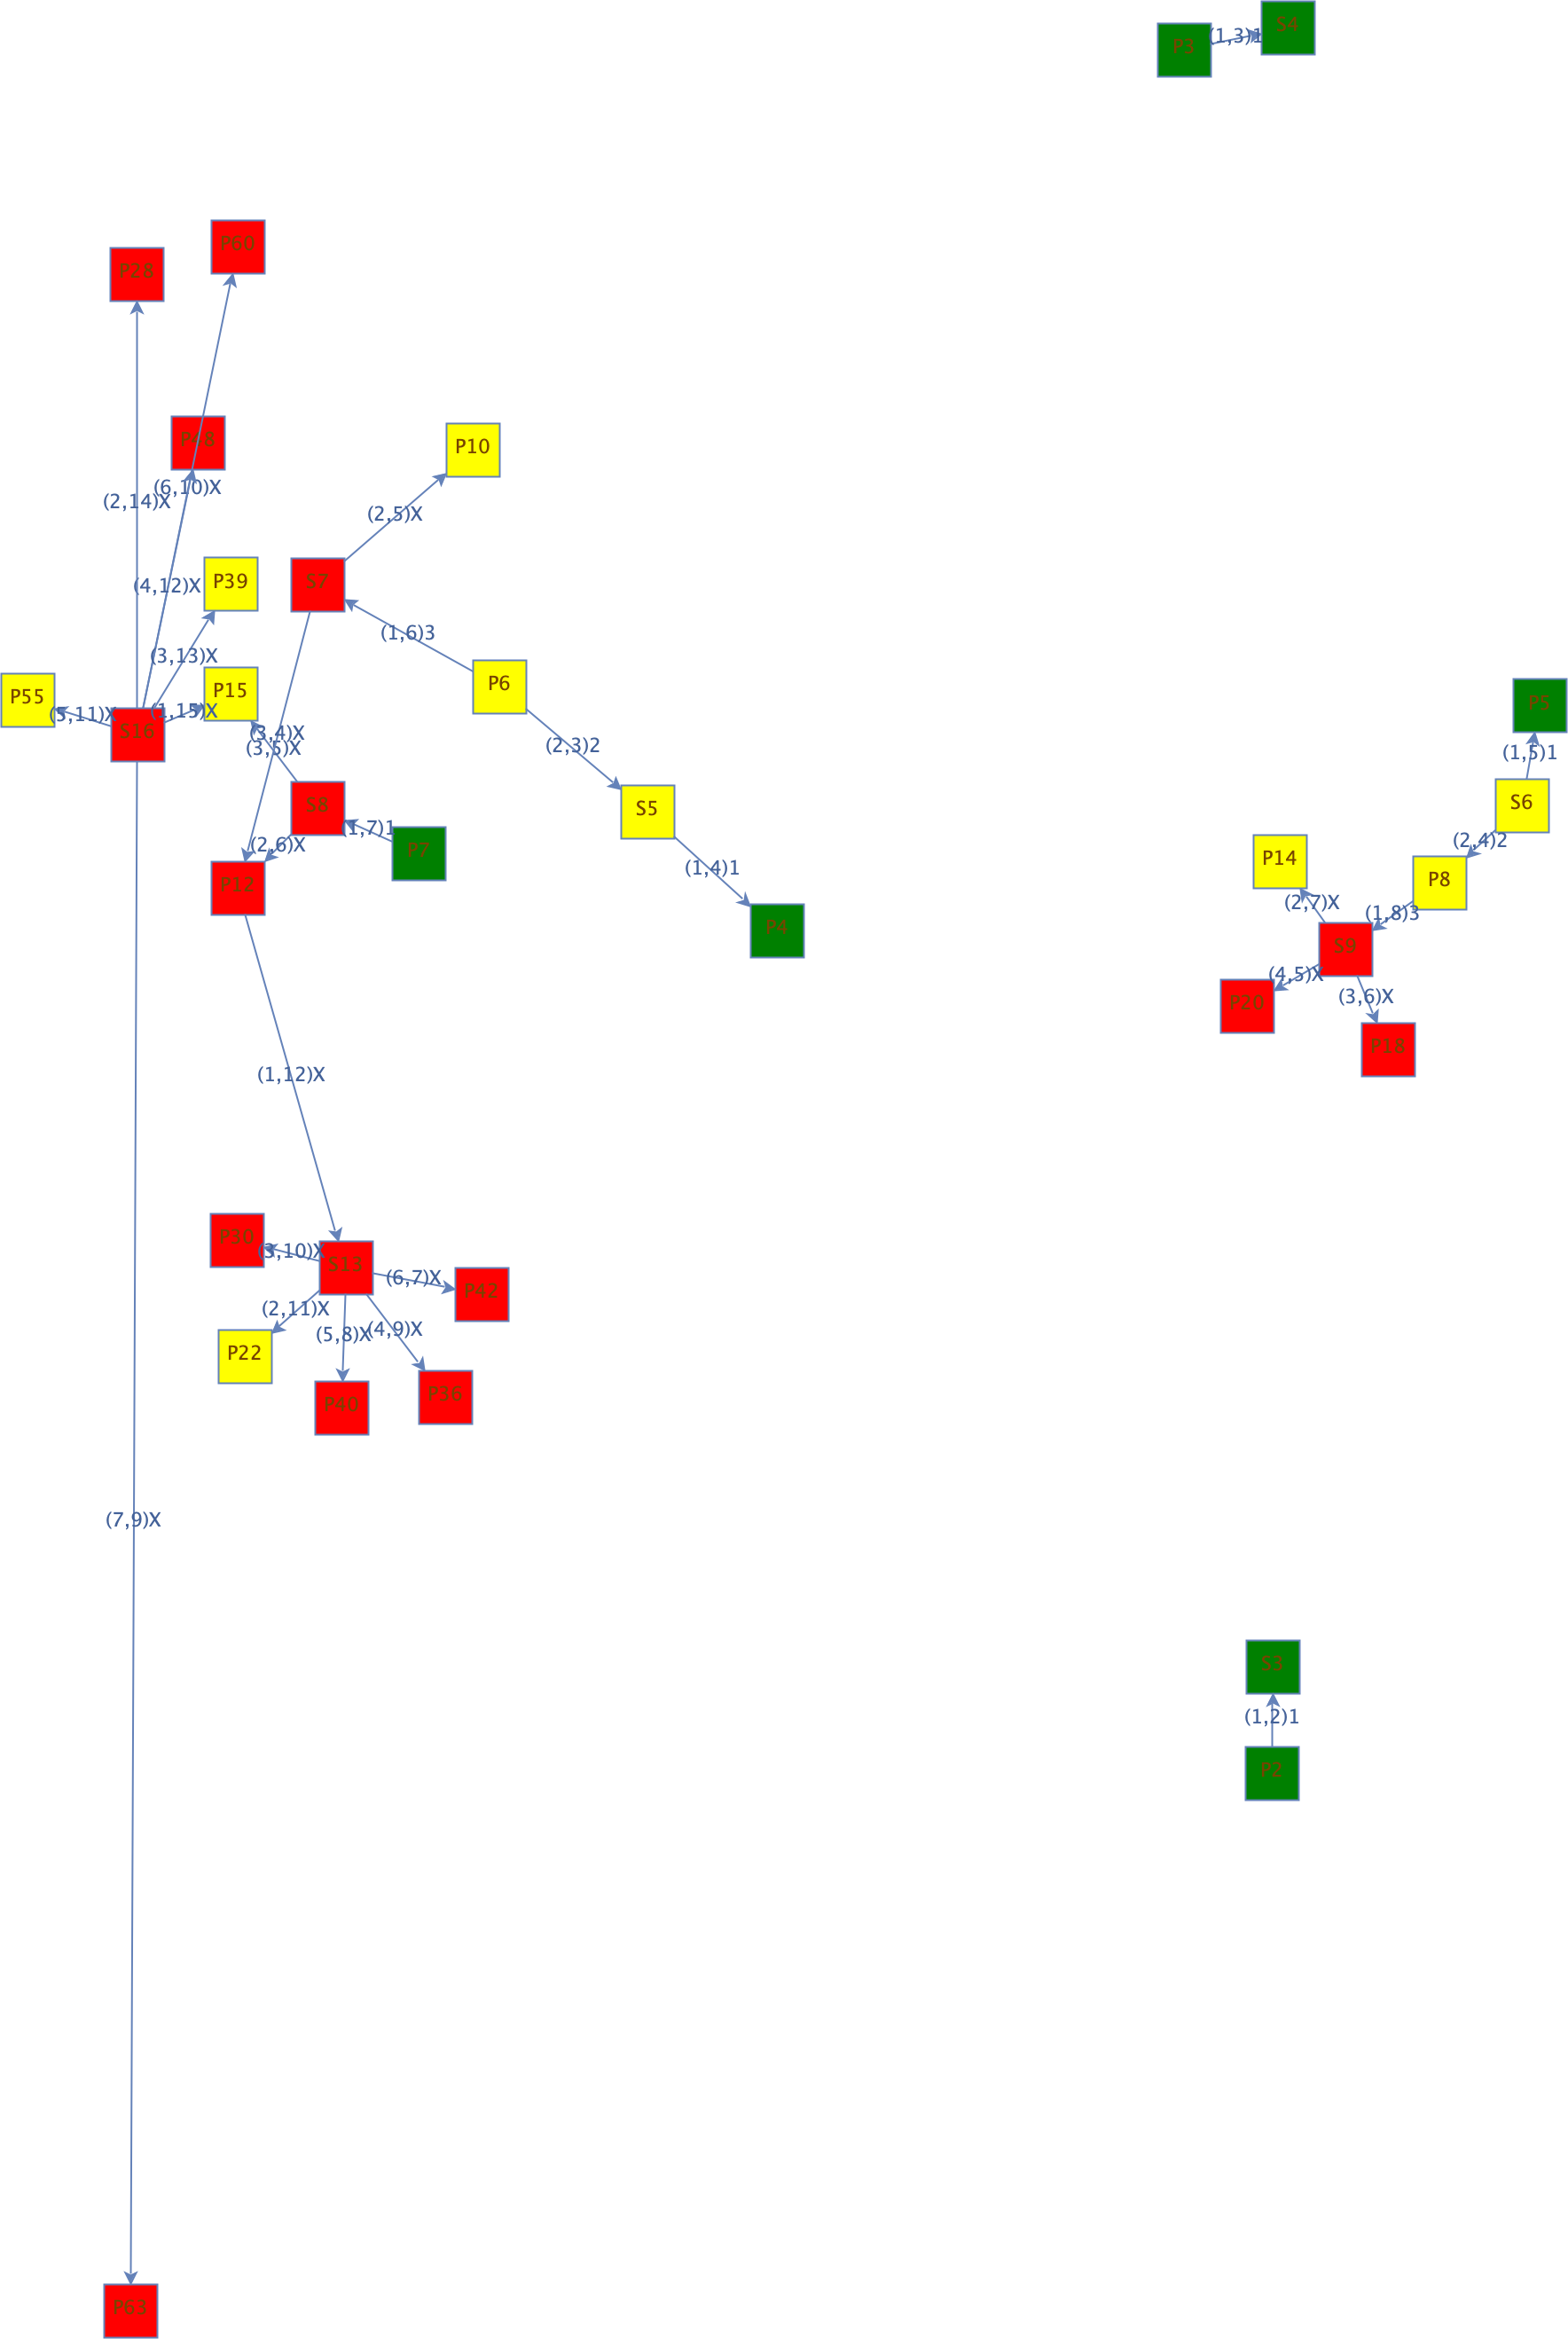 S4
(1,3)1
P3
P60
P28
P48
P10
(6,10)X
(2,14)X
(2,5)X
P39
S7
(4,12)X
(1,6)3
(3,13)X
P6
P15
P55
P5
(5,11)X
(1,15)X
S16
(3,4)X
(3,5)X
(2,3)2
(1,5)1
S6
S8
S5
(1,7)1
(2,4)2
(2,6)X
P7
P14
(1,4)1
P8
P12
(2,7)X
(1,8)3
P4
S9
(4,5)X
(3,6)X
P20
P18
(1,12)X
P30
(3,10)X
S13
(6,7)X
P42
(2,11)X
(5,8)X
(4,9)X
P22
P36
P40
(7,9)X
S3
(1,2)1
P2
P63